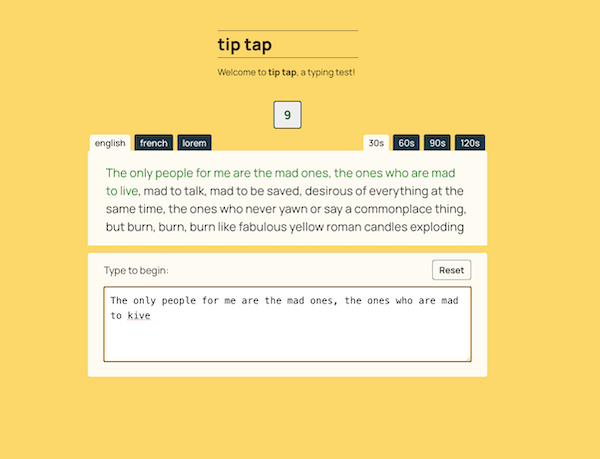 tip tap
Welcome to tip tap, a typing test!
9
english french lorem 30s 60s 90s 120s
The only people for me are the mad ones, the ones who are mad
to live, mad to talk, mad to be saved, desirous of everything at the
same time, the ones who never yawn or say a commonplace thing,
but burn, burn, burn like fabulous yellow roman candles exploding
Type to begin: Reset
The only people for me are the mad ones, the ones who are mad
to kive